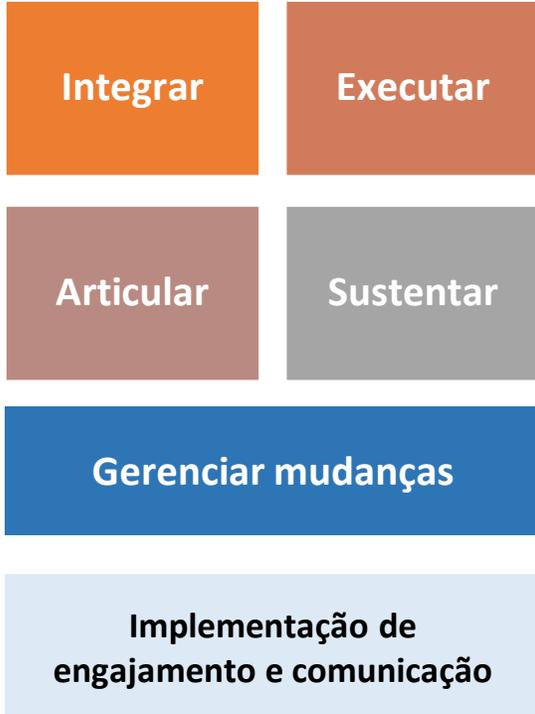 Integrar
Executar
Articular
Sustentar
Gerenciar mudanças
Implementação de
engajamento e comunicação